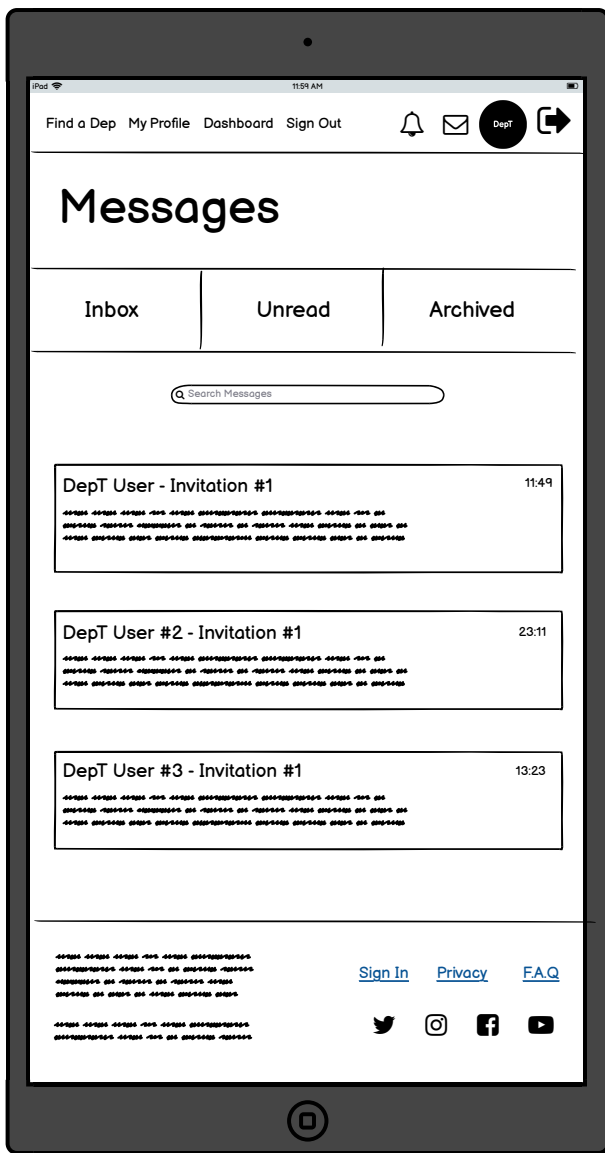 iPad 11:59 AM
Find a Dep My Profile Dashboard Sign Out DepT
Messages
Inbox Unread Archived
Search Messages
DepT User - Invitation #1 11:49
DepT User #2 - Invitation #1 23:11
DepT User #3 - Invitation #1 13:23
Sign In Privacy F.A.Q